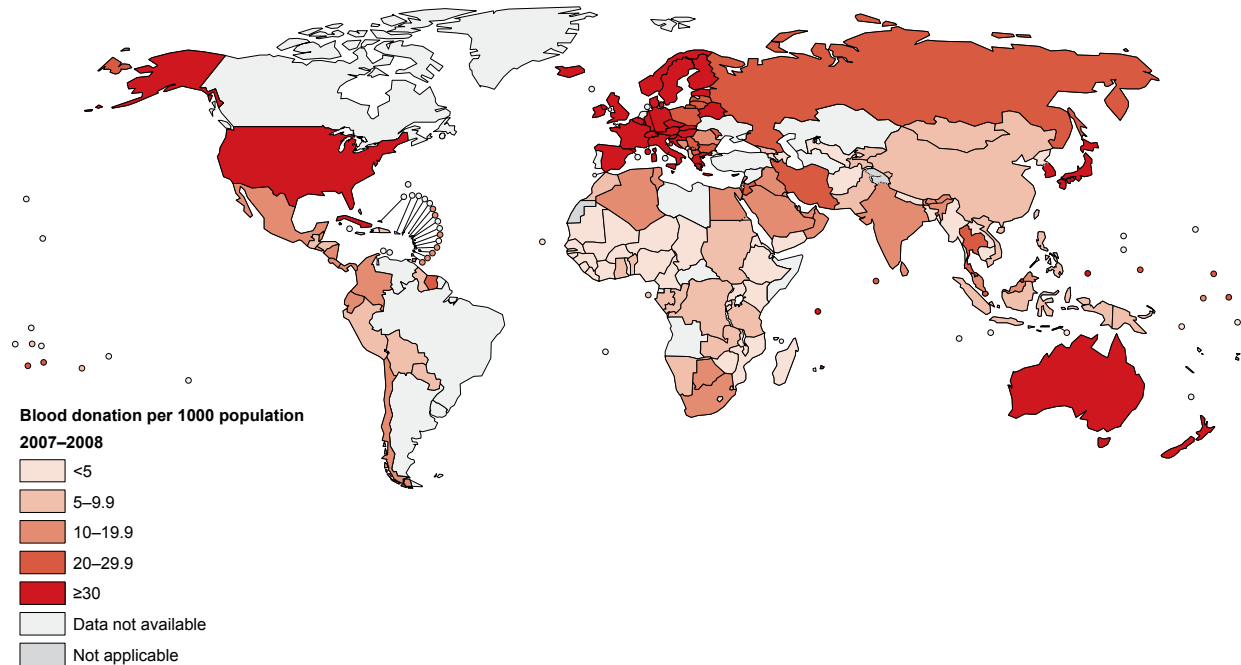 Blood donation per 1000 population
2007–2008
<5
5–9.9
10–19.9
20–29.9
≥30
Data not available
Not applicable